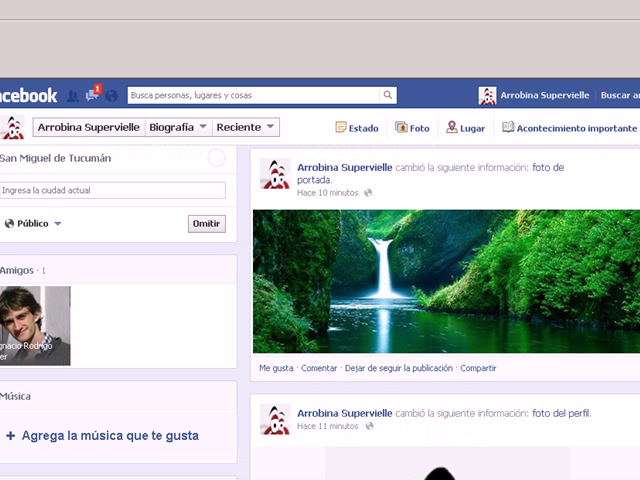 acebook
1
Busca personas, lugares y cosas
Arrobina Supervielle
Buscar a
Arrobina Supervielle
Biografía
Reciente
Estado
Foto
Lugar
Acontecimiento importante
San Miguel de Tucumán
Ingresa la ciudad actual
Público
Omitir
Amigos · 1
gnacio Rodrigo
er
Música
+ Agrega la música que te gusta
Arrobina Supervielle cambió la siguiente información: foto de
portada.
Hace 10 minutos
Me gusta · Comentar · Dejar de seguir la publicación · Compartir
Arrobina Supervielle cambió la siguiente información: foto del perfil.
Hace 11 minutos